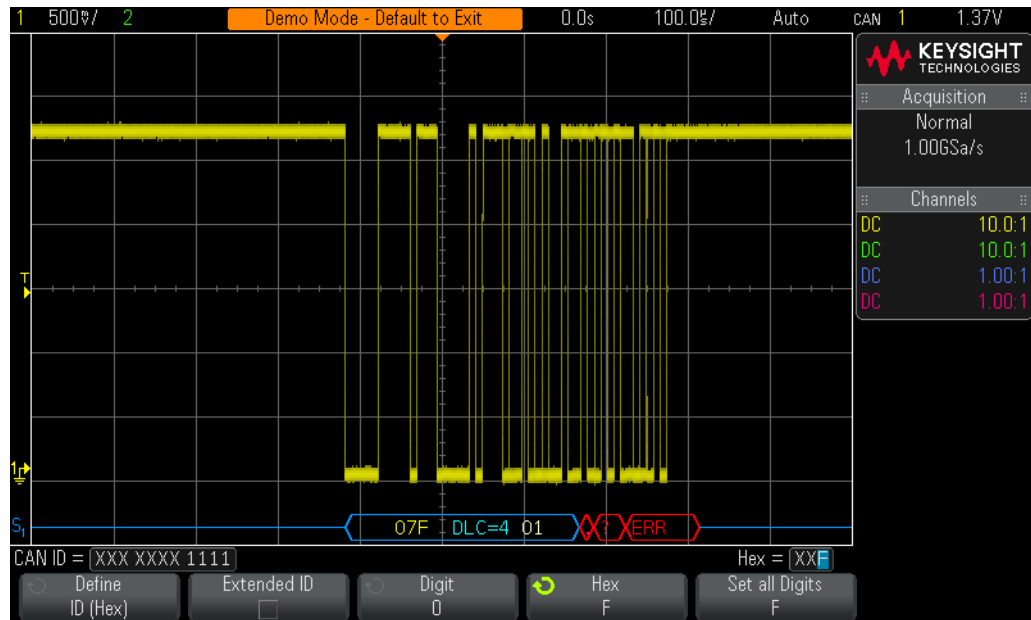 1 500mV/ 2 Demo Mode - Default to Exit 0.0s 100.0µs/ Auto CAN 1 1.37V
KEYSIGHT
TECHNOLOGIES
Acquisition
Normal
1.00GSa/s
Channels
DC 10.0:1
DC 10.0:1
DC 1.00:1
DC 1.00:1
T
1
S1 07F DLC=4 01 ? ERR
CAN ID = XXX XXXX 1111 Hex = XXF
Define
ID (Hex)
Extended ID
Digit
0
Hex
F
Set all Digits
F